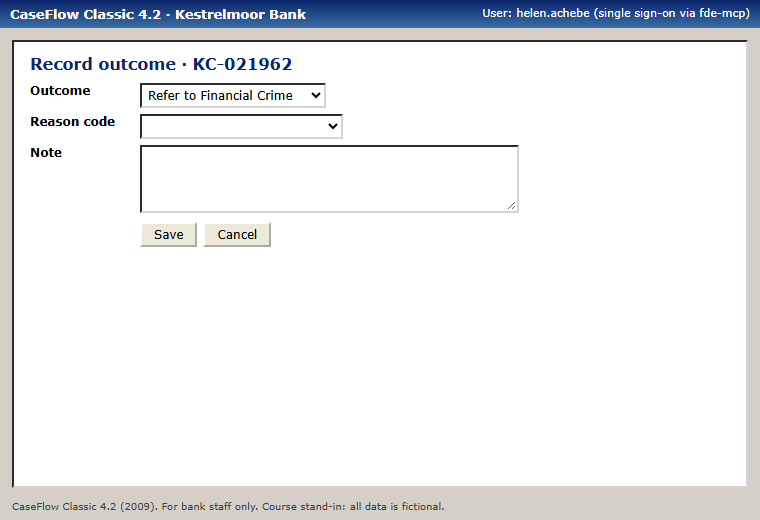 CaseFlow Classic 4.2 · Kestrelmoor Bank
User: helen.achebe (single sign-on via fde-mcp)
Record outcome · KC-021962
Outcome
Refer to Financial Crime
Reason code
Note
Save
Cancel
CaseFlow Classic 4.2 (2009). For bank staff only. Course stand-in: all data is fictional.